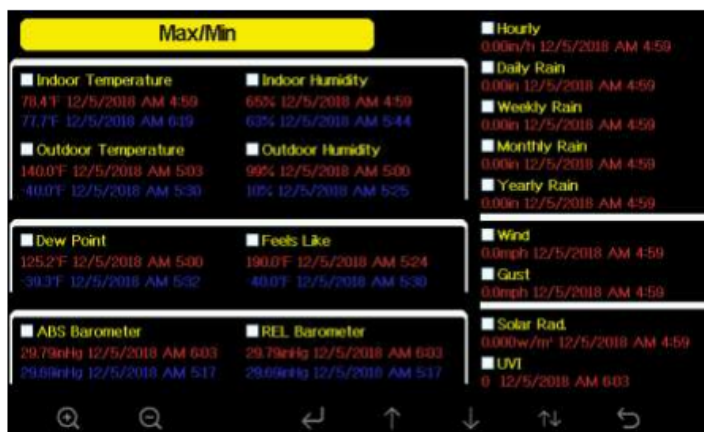 Max/Min
Indoor Temperature
78.4°F 12/5/2018 AM 4:59
77.7°F 12/5/2018 AM 6:19
Indoor Humidity
65% 12/5/2018 AM 4:59
63% 12/5/2018 AM 5:44
Outdoor Temperature
140.0°F 12/5/2018 AM 5:03
-40.0°F 12/5/2018 AM 5:30
Outdoor Humidity
99% 12/5/2018 AM 5:00
10% 12/5/2018 AM 5:25
Dew Point
125.2°F 12/5/2018 AM 5:00
-39.3°F 12/5/2018 AM 5:32
Feels Like
190.0°F 12/5/2018 AM 5:24
-40.0°F 12/5/2018 AM 5:30
ABS Barometer
29.79inHg 12/5/2018 AM 6:03
29.69inHg 12/5/2018 AM 5:17
REL Barometer
29.79inHg 12/5/2018 AM 6:03
29.69inHg 12/5/2018 AM 5:17
Hourly
0.00in/h 12/5/2018 AM 4:59
Daily Rain
0.00in 12/5/2018 AM 4:59
Weekly Rain
0.00in 12/5/2018 AM 4:59
Monthly Rain
0.00in 12/5/2018 AM 4:59
Yearly Rain
0.00in 12/5/2018 AM 4:59
Wind
0.0mph 12/5/2018 AM 4:59
Gust
0.0mph 12/5/2018 AM 4:59
Solar Rad.
0.000w/m² 12/5/2018 AM 4:59
UVI
0 12/5/2018 AM 6:03